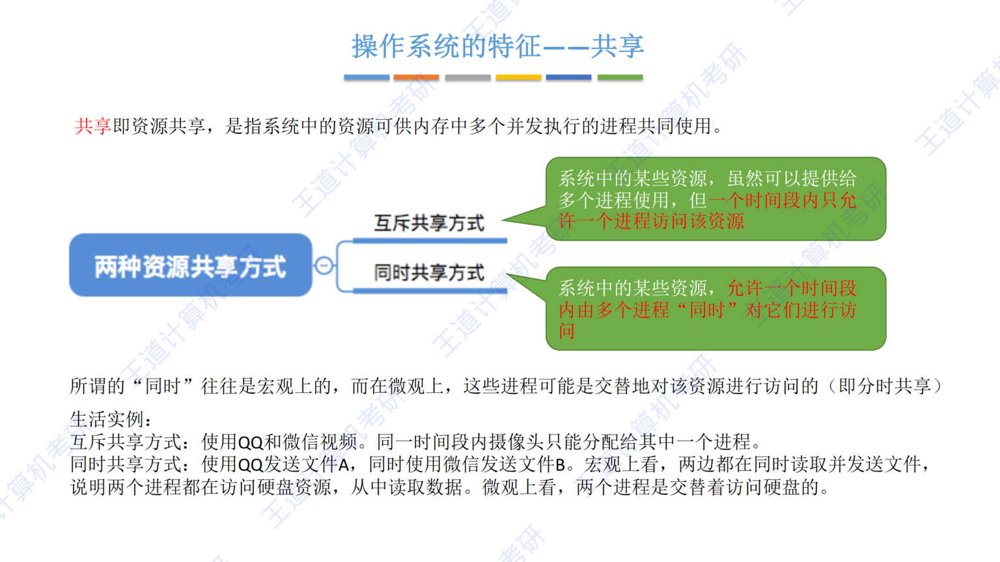 操作系统的特征——共享
共享即资源共享，是指系统中的资源可供内存中多个并发执行的进程共同使用。
系统中的某些资源，虽然可以提供给
多个进程使用，但一个时间段内只允
许一个进程访问该资源
互斥共享方式
两种资源共享方式
同时共享方式
系统中的某些资源，允许一个时间段
内由多个进程“同时”对它们进行访
问
所谓的“同时”往往是宏观上的，而在微观上，这些进程可能是交替地对该资源进行访问的（即分时共享）
生活实例：
互斥共享方式：使用QQ和微信视频。同一时间段内摄像头只能分配给其中一个进程。
同时共享方式：使用QQ发送文件A，同时使用微信发送文件B。宏观上看，两边都在同时读取并发送文件，
说明两个进程都在访问硬盘资源，从中读取数据。微观上看，两个进程是交替着访问硬盘的。
王道计算机考研